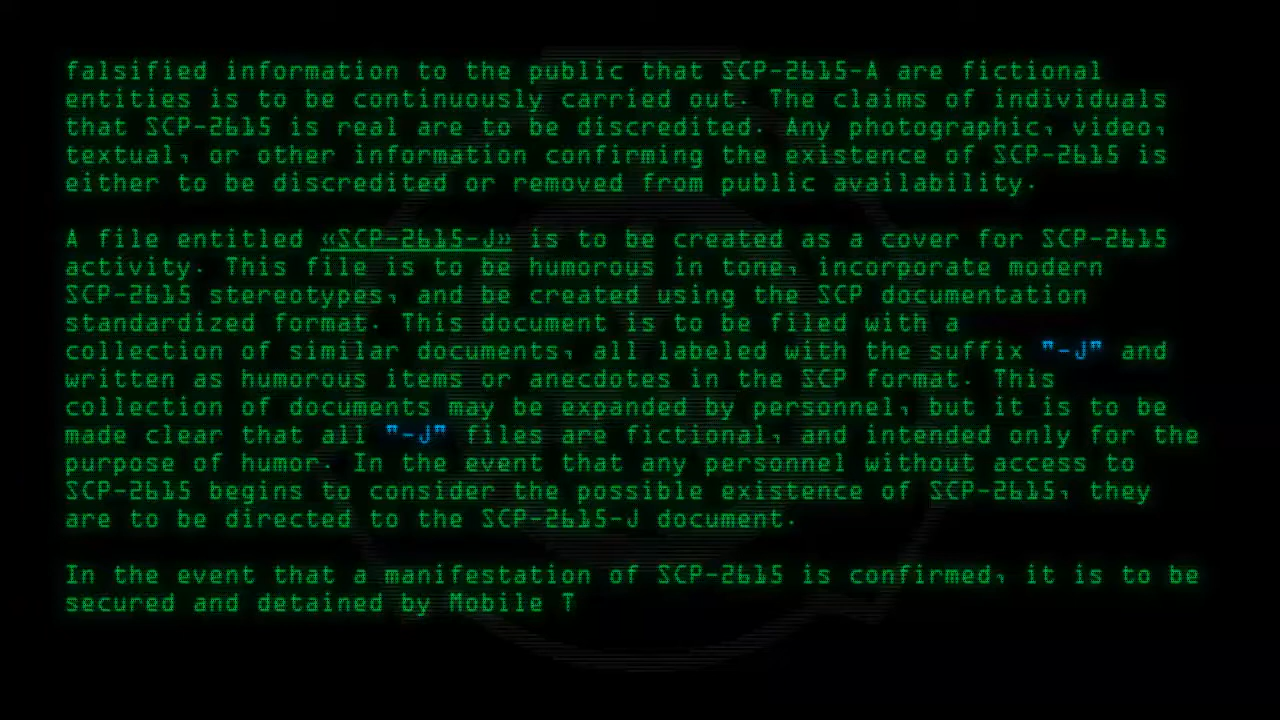 falsified information to the public that SCP-2615-A are fictional
entities is to be continuously carried out. The claims of individuals
that SCP-2615 is real are to be discredited. Any photographic, video,
textual, or other information confirming the existence of SCP-2615 is
either to be discredited or removed from public availability.
A file entitled «SCP-2615-J» is to be created as a cover for SCP-2615
activity. This file is to be humorous in tone, incorporate modern
SCP-2615 stereotypes, and be created using the SCP documentation
standardized format. This document is to be filed with a
collection of similar documents, all labeled with the suffix "-J" and
written as humorous items or anecdotes in the SCP format. This
collection of documents may be expanded by personnel, but it is to be
made clear that all "-J" files are fictional, and intended only for the
purpose of humor. In the event that any personnel without access to
SCP-2615 begins to consider the possible existence of SCP-2615, they
are to be directed to the SCP-2615-J document.
In the event that a manifestation of SCP-2615 is confirmed, it is to be
secured and detained by Mobile T